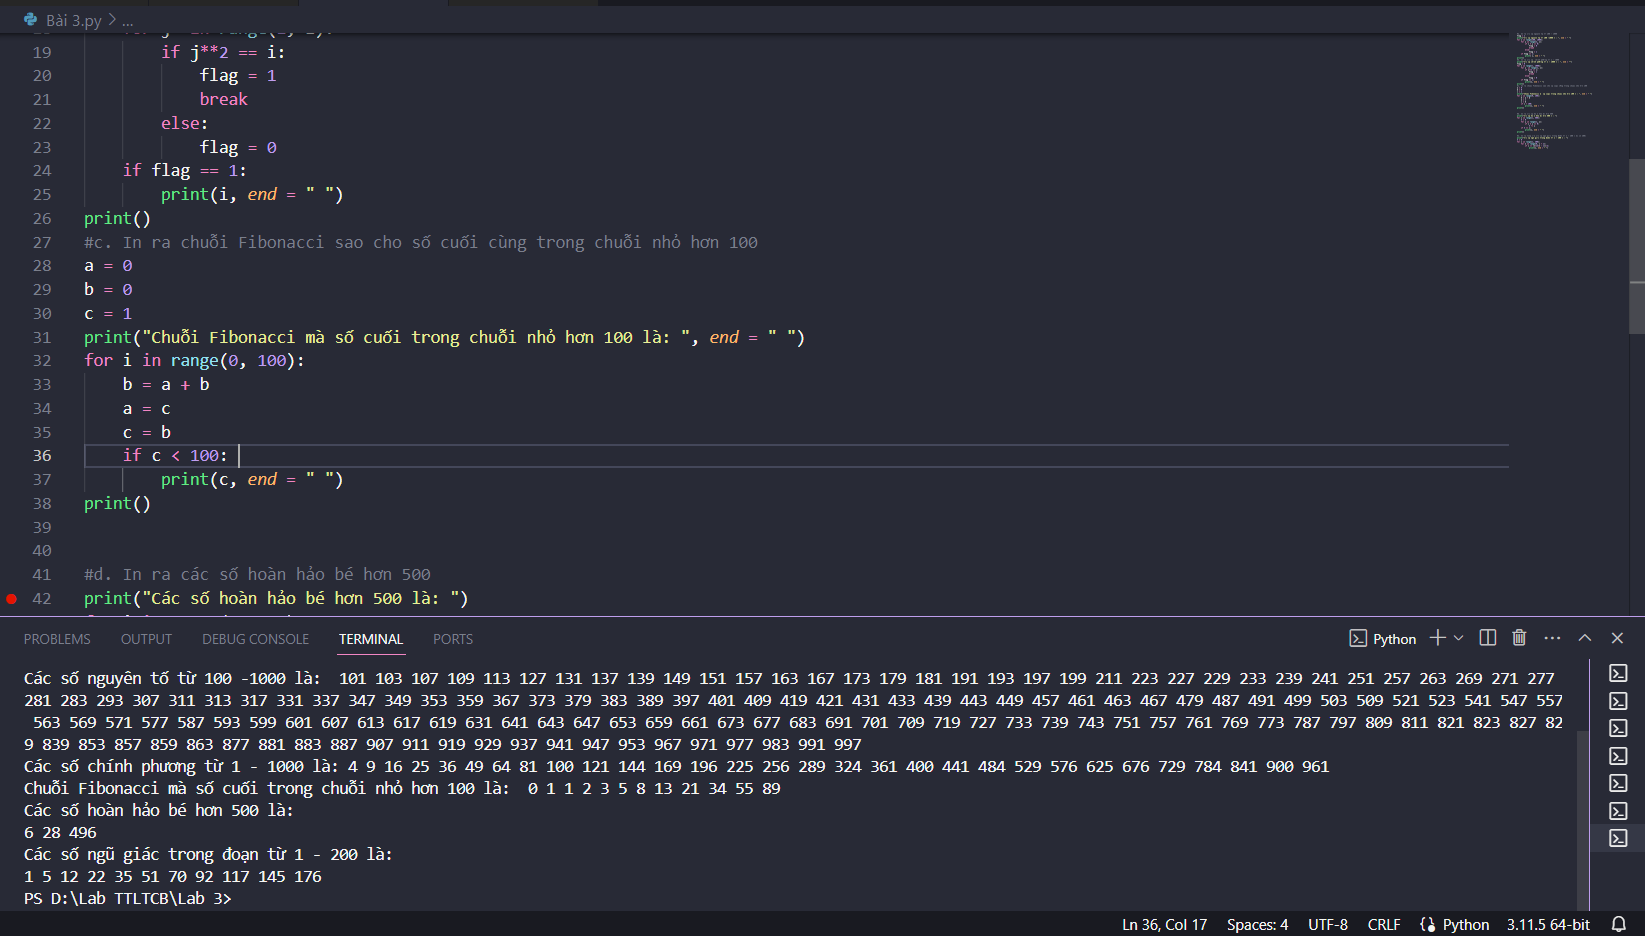 Bài 3.py > ...
19 if j**2 == i:
20 flag = 1
21 break
22 else:
23 flag = 0
24 if flag == 1:
25 print(i, end = " ")
26 print()
27 #c. In ra chuỗi Fibonacci sao cho số cuối cùng trong chuỗi nhỏ hơn 100
28 a = 0
29 b = 0
30 c = 1
31 print("Chuỗi Fibonacci mà số cuối trong chuỗi nhỏ hơn 100 là: ", end = " ")
32 for i in range(0, 100):
33 b = a + b
34 a = c
35 c = b
36 if c < 100:
37 print(c, end = " ")
38 print()
39
40
41 #d. In ra các số hoàn hảo bé hơn 500
42 print("Các số hoàn hảo bé hơn 500 là: ")
PROBLEMS OUTPUT DEBUG CONSOLE TERMINAL PORTS Python
Các số nguyên tố từ 100 -1000 là:  101 103 107 109 113 127 131 137 139 149 151 157 163 167 173 179 181 191 193 197 199 211 223 227 229 233 239 241 251 257 263 269 271 277
281 283 293 307 311 313 317 331 337 347 349 353 359 367 373 379 383 389 397 401 409 419 421 431 433 439 443 449 457 461 463 467 479 487 491 499 503 509 521 523 541 547 557
563 569 571 577 587 593 599 601 607 613 617 619 631 641 643 647 653 659 661 673 677 683 691 701 709 719 727 733 739 743 751 757 761 769 773 787 797 809 811 821 823 827 82
9 839 853 857 859 863 877 881 883 887 907 911 919 929 937 941 947 953 967 971 977 983 991 997
Các số chính phương từ 1 - 1000 là: 4 9 16 25 36 49 64 81 100 121 144 169 196 225 256 289 324 361 400 441 484 529 576 625 676 729 784 841 900 961
Chuỗi Fibonacci mà số cuối trong chuỗi nhỏ hơn 100 là:  0 1 1 2 3 5 8 13 21 34 55 89
Các số hoàn hảo bé hơn 500 là:
6 28 496
Các số ngũ giác trong đoạn từ 1 - 200 là:
1 5 12 22 35 51 70 92 117 145 176
PS D:\Lab TTLTCB\Lab 3>
Ln 36, Col 17 Spaces: 4 UTF-8 CRLF Python 3.11.5 64-bit